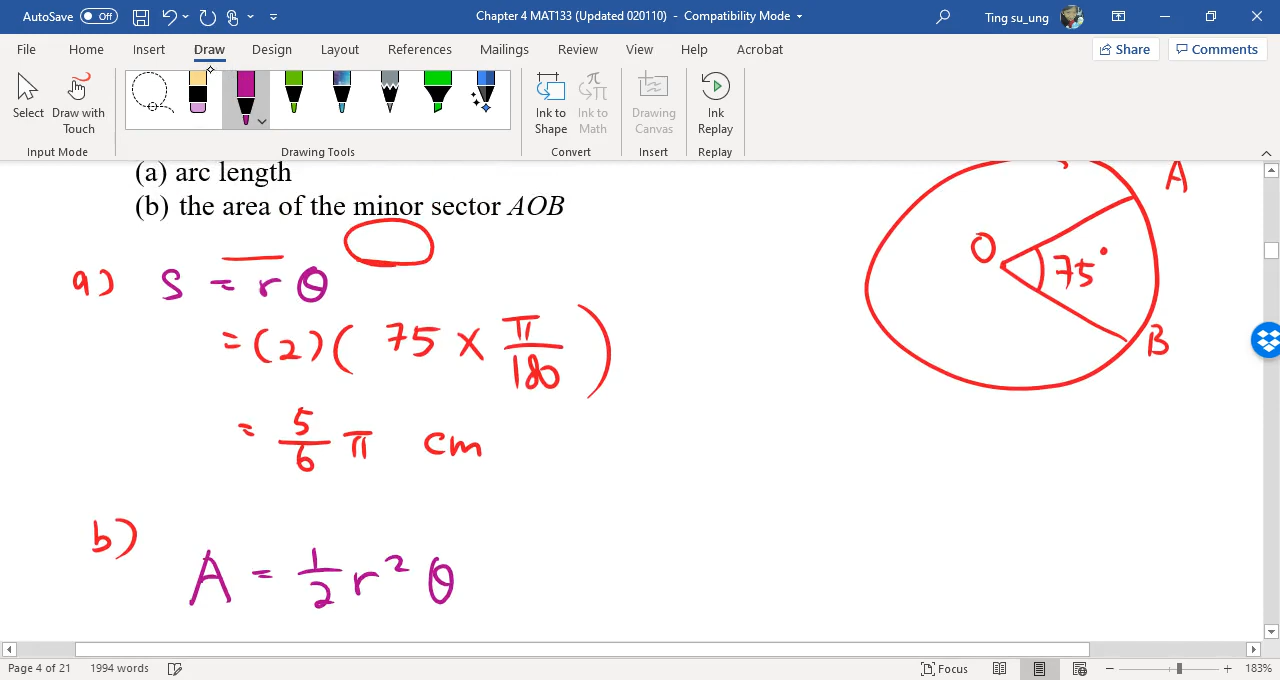 AutoSave Off Chapter 4 MAT133 (Updated 020110) - Compatibility Mode Ting su_ung
File Home Insert Draw Design Layout References Mailings Review View Help Acrobat Share Comments
Select Draw with Touch Ink to Shape Ink to Math Drawing Canvas Ink Replay
Input Mode Drawing Tools Convert Insert Replay
(a) arc length
(b) the area of the minor sector AOB
A
O 75°
B
a) S = r θ
= (2)( 75 × π/180 )
= 5/6 π cm
b)
A = 1/2 r² θ
Page 4 of 21 1994 words Focus 183%